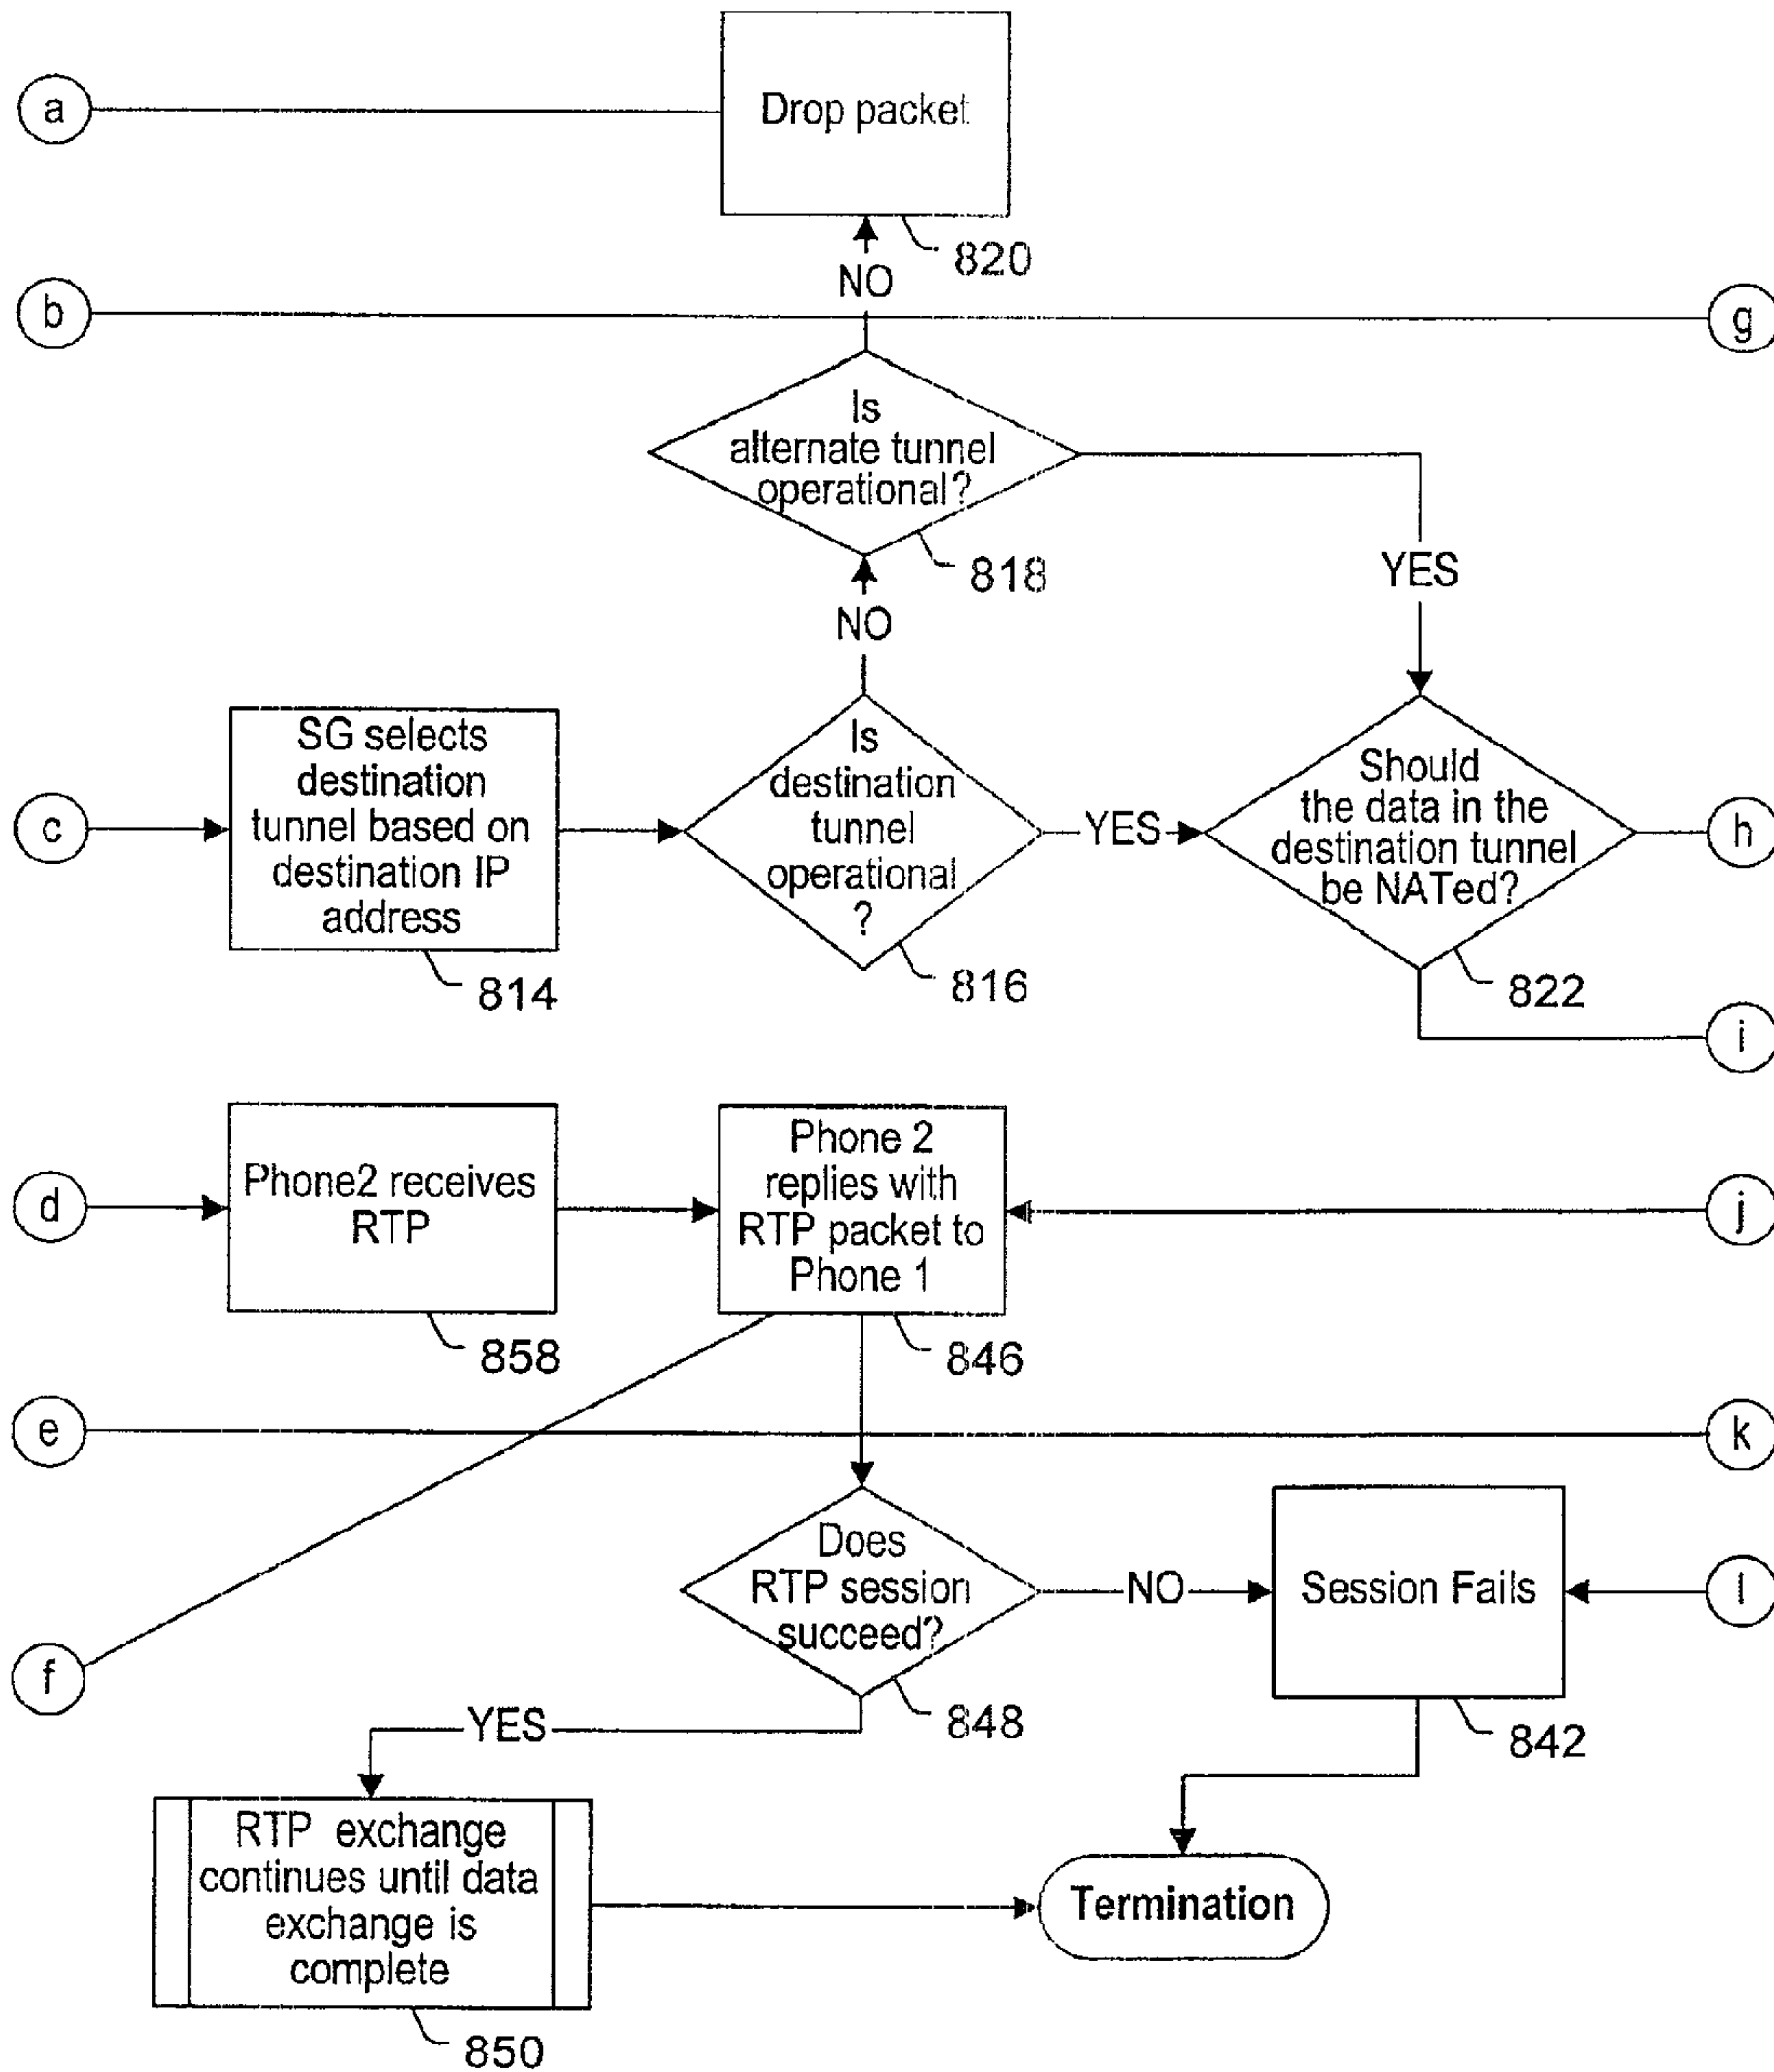 a
Drop packet
820
NO
b
g
Is
alternate tunnel
operational?
818
YES
NO
c
SG selects
destination
tunnel based on
destination IP
address
814
Is
destination
tunnel
operational
?
816
YES
Should
the data in the
destination tunnel
be NATed?
822
h
i
d
Phone2 receives
RTP
858
Phone 2
replies with
RTP packet to
Phone 1
846
j
e
k
Does
RTP session
succeed?
848
NO
Session Fails
842
l
f
YES
RTP exchange
continues until data
exchange is
complete
850
Termination